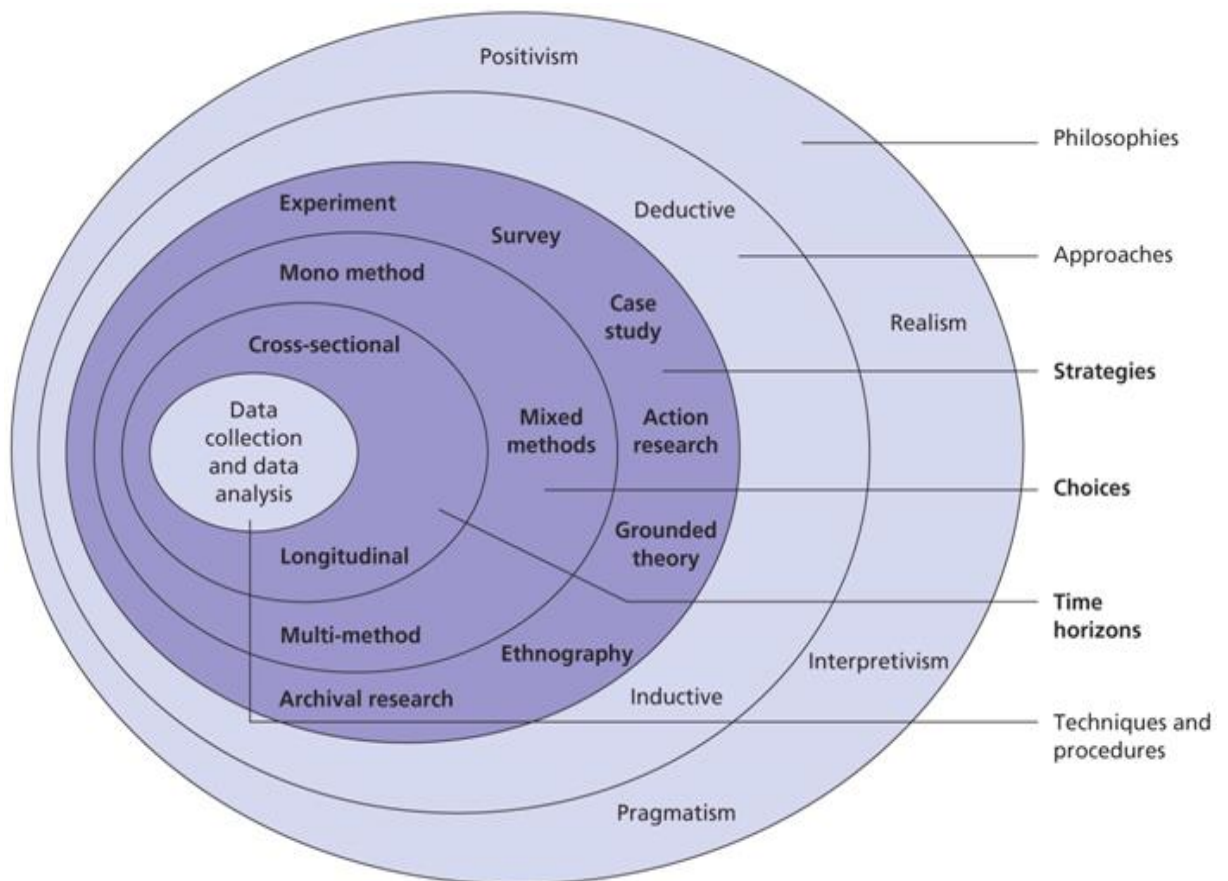 Positivism
Philosophies
Experiment
Deductive
Survey
Approaches
Mono method
Case
study
Realism
Cross-sectional
Strategies
Data
collection
and data
analysis
Mixed
methods
Action
research
Choices
Grounded
theory
Longitudinal
Time
horizons
Multi-method
Ethnography
Interpretivism
Archival research
Inductive
Techniques and
procedures
Pragmatism